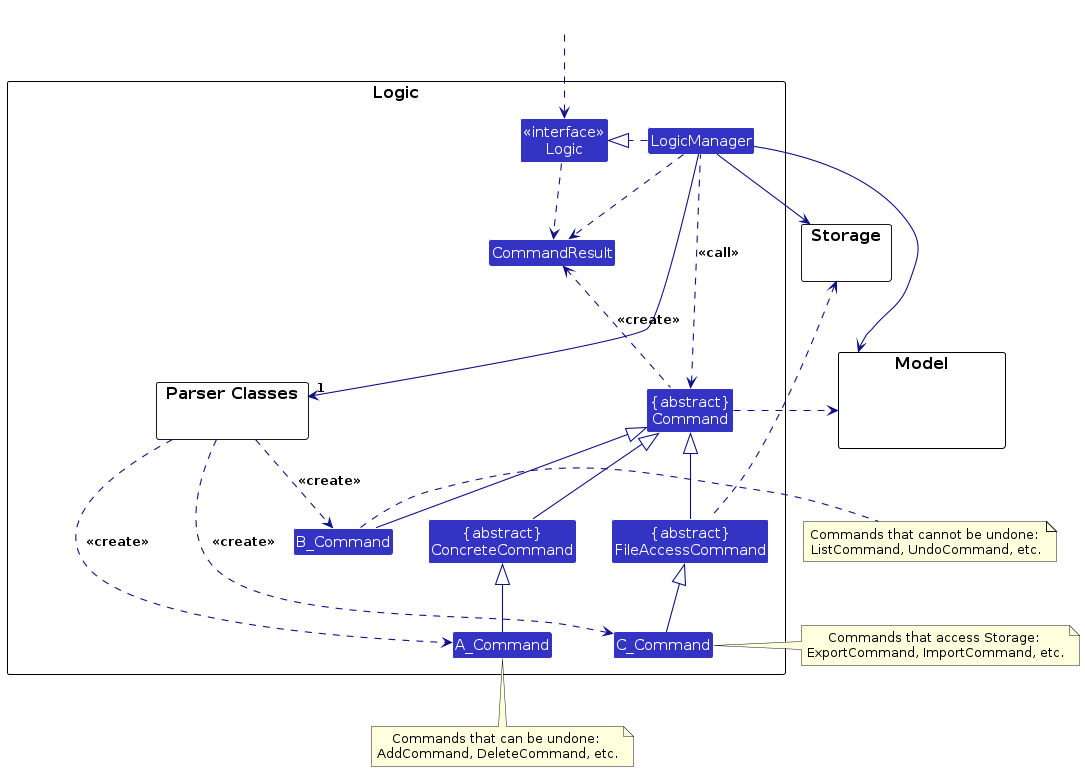 Logic
«interface»
Logic
LogicManager
Storage
CommandResult
«call»
«create»
Model
Parser Classes
1
{abstract}
Command
«create»
B_Command
{abstract}
ConcreteCommand
{abstract}
FileAccessCommand
Commands that cannot be undone:
ListCommand, UndoCommand, etc.
«create»
«create»
A_Command
C_Command
Commands that access Storage:
ExportCommand, ImportCommand, etc.
Commands that can be undone:
AddCommand, DeleteCommand, etc.